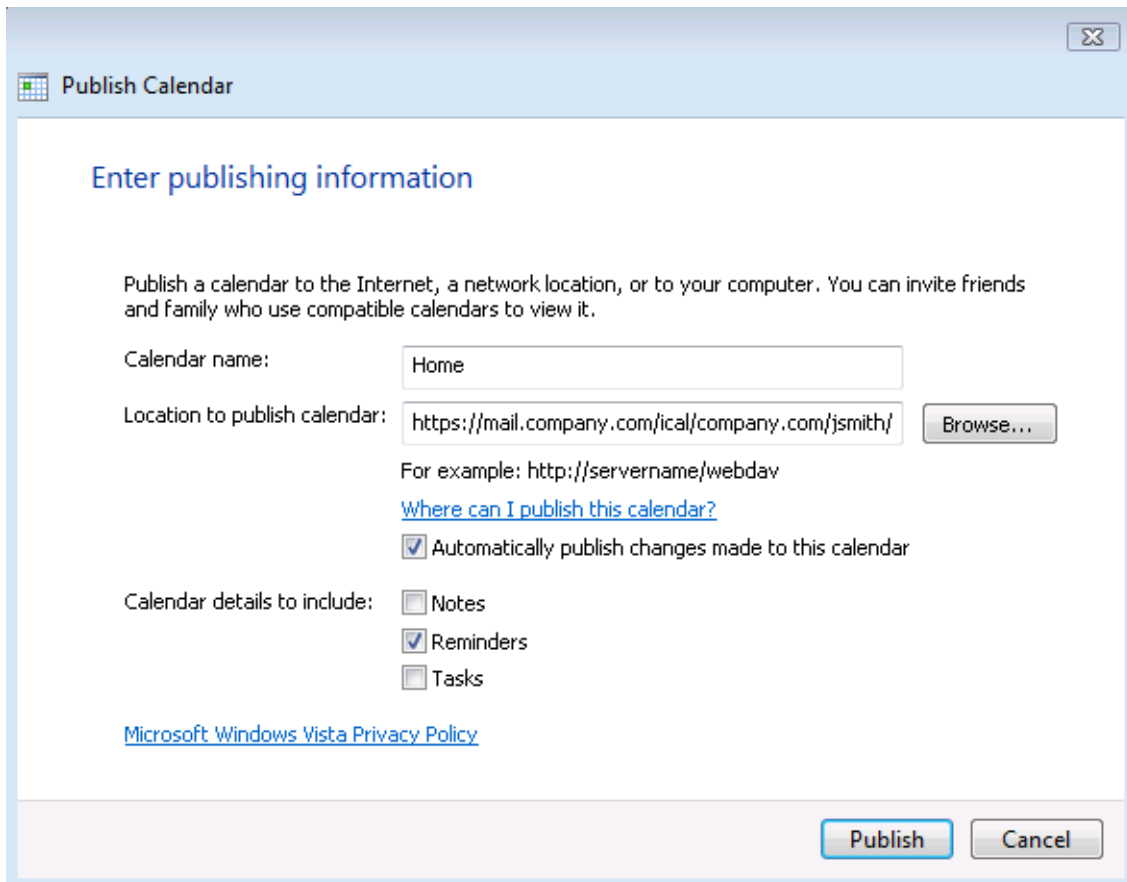 Publish Calendar
Enter publishing information
Publish a calendar to the Internet, a network location, or to your computer. You can invite friends
and family who use compatible calendars to view it.
Calendar name:
Home
Location to publish calendar:
https://mail.company.com/ical/company.com/jsmith/
Browse...
For example: http://servername/webdav
Where can I publish this calendar?
Automatically publish changes made to this calendar
Calendar details to include:
Notes
Reminders
Tasks
Microsoft Windows Vista Privacy Policy
Publish
Cancel